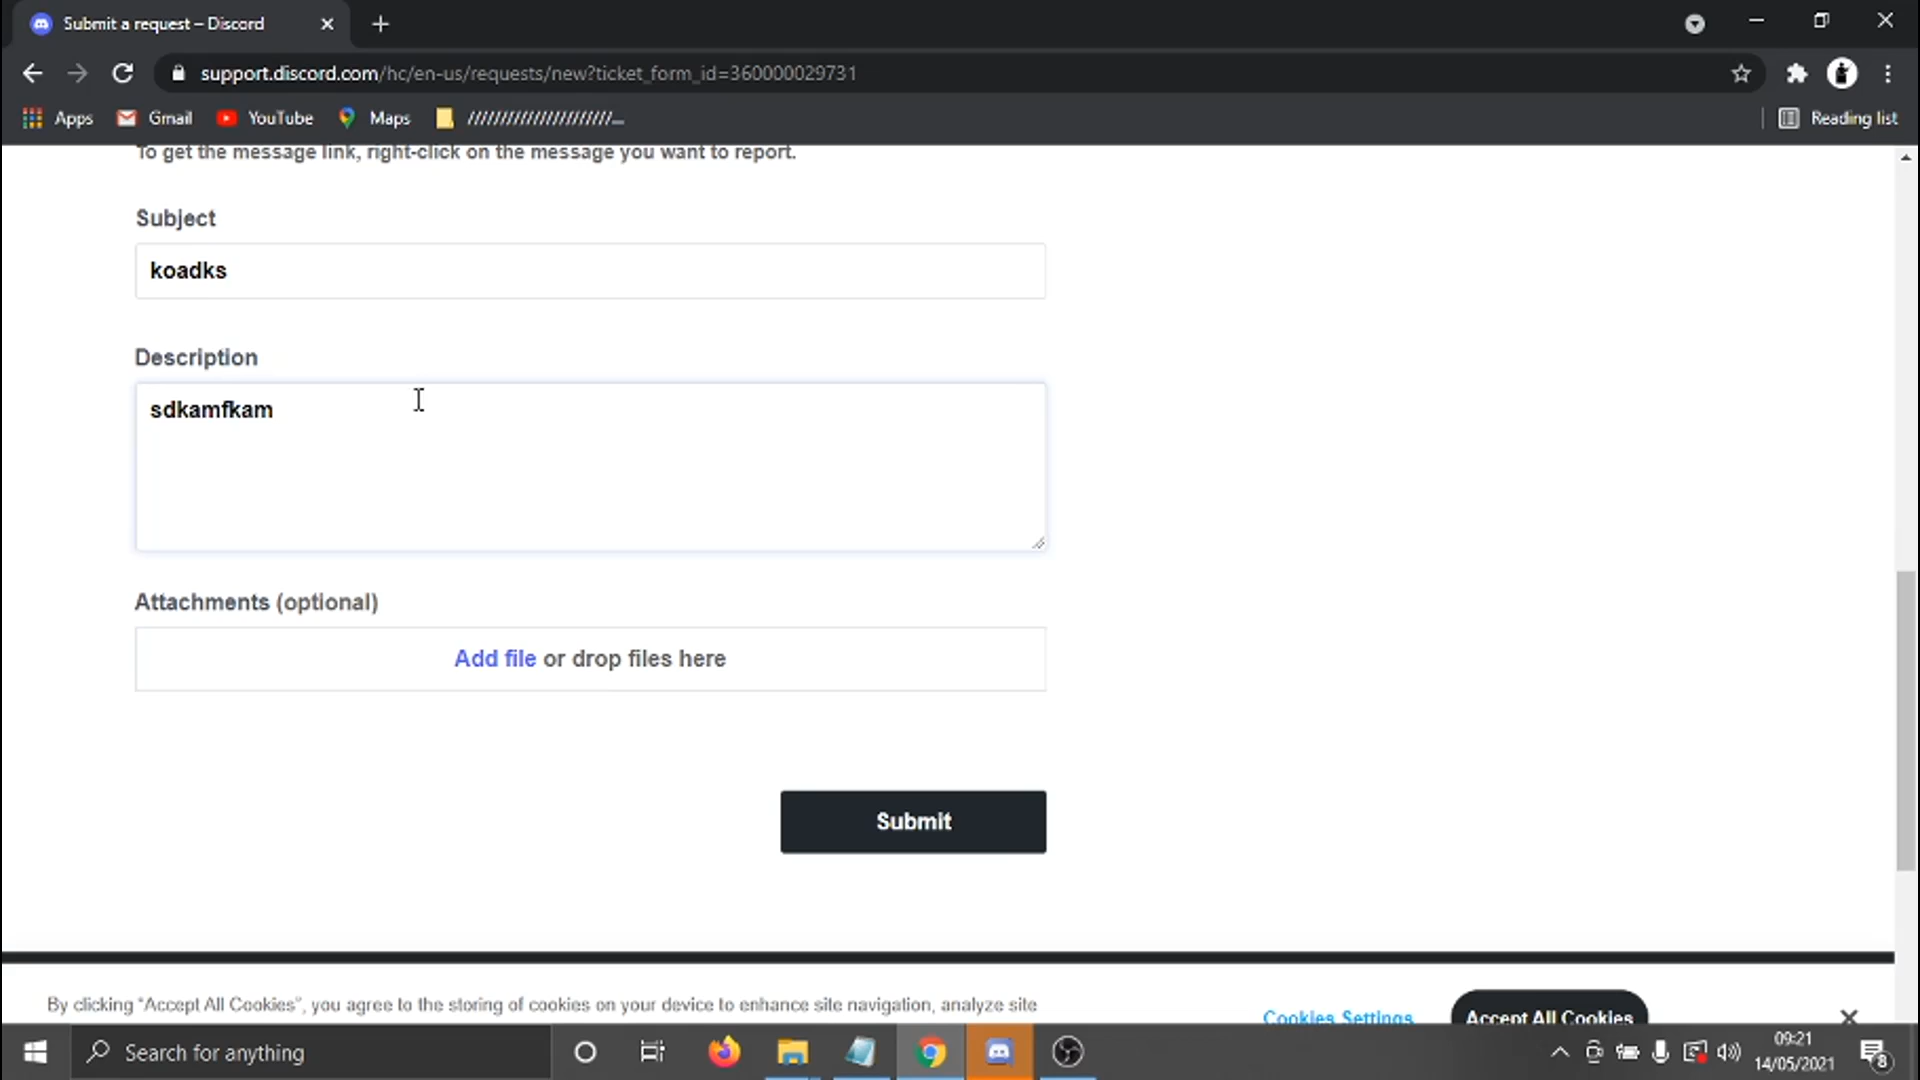 Submit a request – Discord
support.discord.com/hc/en-us/requests/new?ticket_form_id=360000029731
Apps Gmail YouTube Maps //////////////////////... Reading list
To get the message link, right-click on the message you want to report.
Subject
koadks
Description
sdkamfkam
Attachments (optional)
Add file or drop files here
Submit
By clicking “Accept All Cookies”, you agree to the storing of cookies on your device to enhance site navigation, analyze site
Cookies Settings
Accept All Cookies
Search for anything
09:21
14/05/2021
8